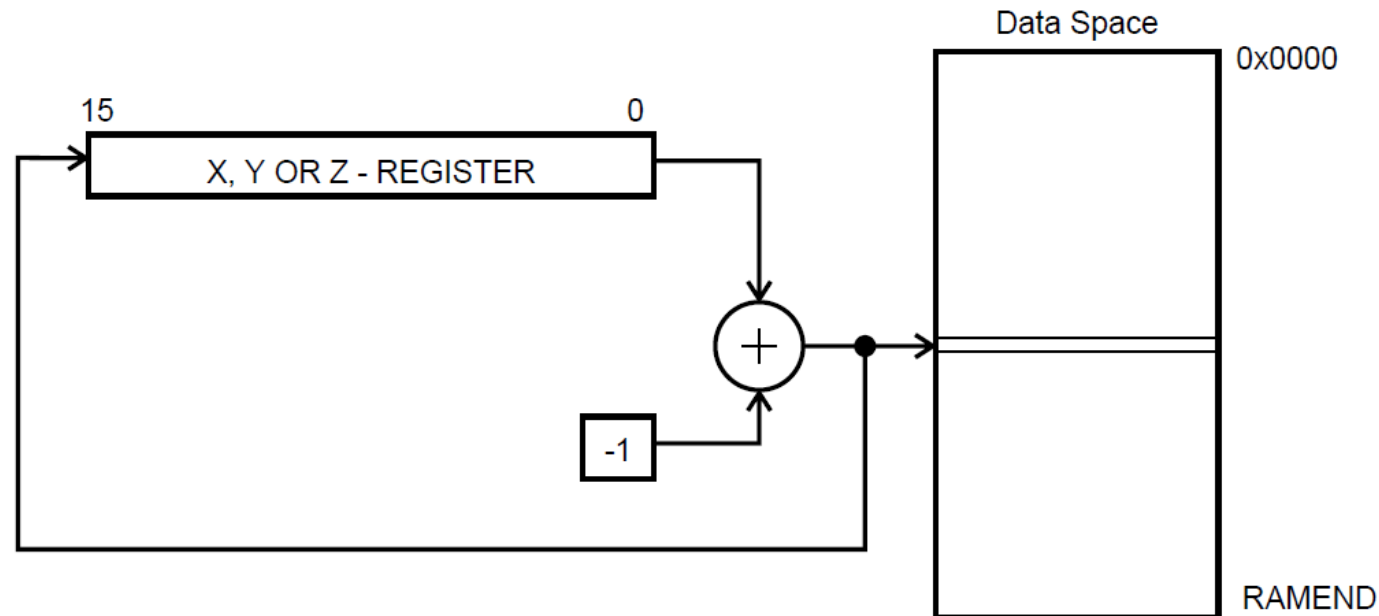 Data Space
0x0000
15
0
X, Y OR Z - REGISTER
+
-1
RAMEND